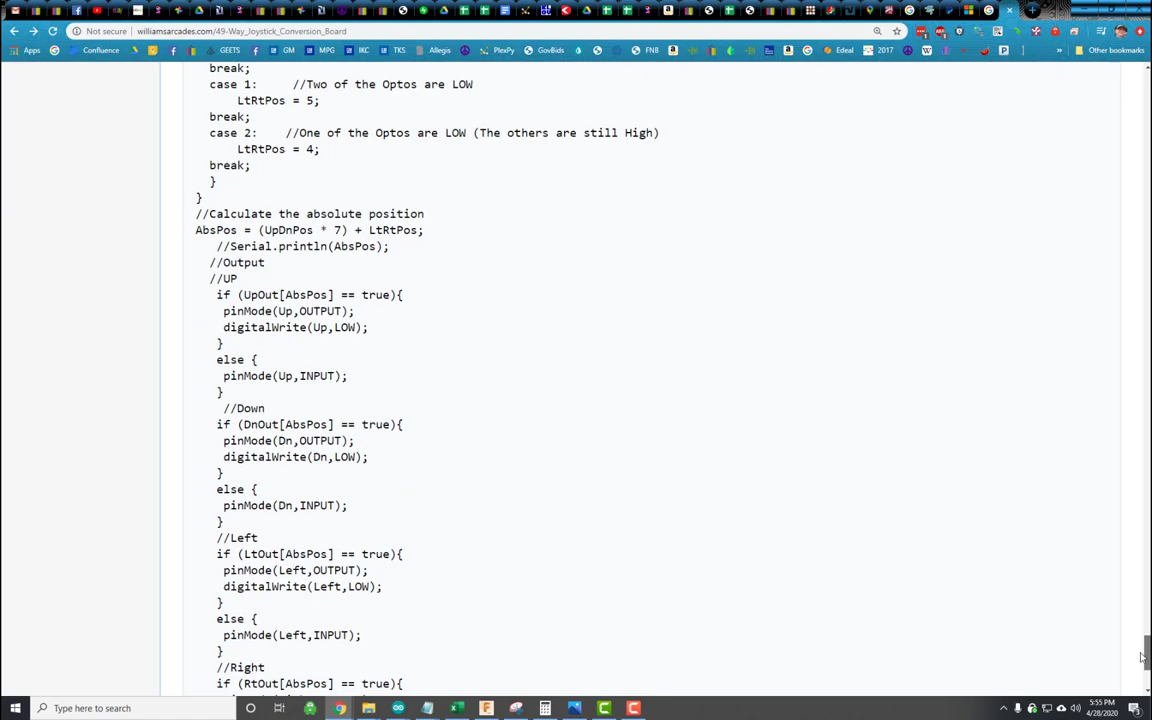 Not secure | williamsarcades.com/49-Way_Joystick_Conversion_Board
Apps Confluence GEETS GM MPG IKC TKS Allegis PlexPy GovBids FNB Edeal 2017 Other bookmarks
break;
case 1: //Two of the Optos are LOW
LtRtPos = 5;
break;
case 2: //One of the Optos are LOW (The others are still High)
LtRtPos = 4;
break;
}
}
//Calculate the absolute position
AbsPos = (UpDnPos * 7) + LtRtPos;
//Serial.println(AbsPos);
//Output
//UP
if (UpOut[AbsPos] == true){
pinMode(Up,OUTPUT);
digitalWrite(Up,LOW);
}
else {
pinMode(Up,INPUT);
}
//Down
if (DnOut[AbsPos] == true){
pinMode(Dn,OUTPUT);
digitalWrite(Dn,LOW);
}
else {
pinMode(Dn,INPUT);
}
//Left
if (LtOut[AbsPos] == true){
pinMode(Left,OUTPUT);
digitalWrite(Left,LOW);
}
else {
pinMode(Left,INPUT);
}
//Right
if (RtOut[AbsPos] == true){
Type here to search
5:55 PM
4/28/2020